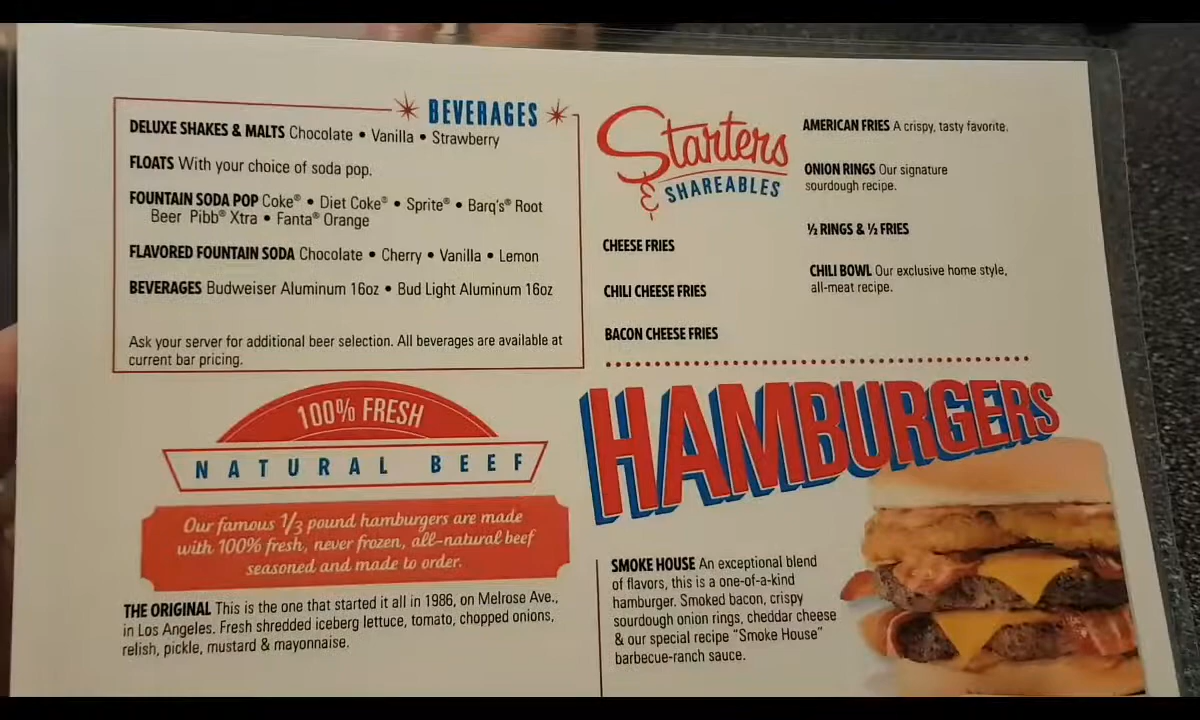 BEVERAGES
DELUXE SHAKES & MALTS Chocolate • Vanilla • Strawberry
FLOATS With your choice of soda pop.
FOUNTAIN SODA POP Coke® • Diet Coke® • Sprite® • Barq's® Root
Beer Pibb® Xtra • Fanta® Orange
FLAVORED FOUNTAIN SODA Chocolate • Cherry • Vanilla • Lemon
BEVERAGES Budweiser Aluminum 16oz • Bud Light Aluminum 16oz
Ask your server for additional beer selection. All beverages are available at
current bar pricing.
Starters
& SHAREABLES
CHEESE FRIES
CHILI CHEESE FRIES
BACON CHEESE FRIES
AMERICAN FRIES A crispy, tasty favorite.
ONION RINGS Our signature
sourdough recipe.
½ RINGS & ½ FRIES
CHILI BOWL Our exclusive home style,
all-meat recipe.
100% FRESH
NATURAL BEEF
Our famous 1/3 pound hamburgers are made
with 100% fresh, never frozen, all-natural beef
seasoned and made to order.
THE ORIGINAL This is the one that started it all in 1986, on Melrose Ave.,
in Los Angeles. Fresh shredded iceberg lettuce, tomato, chopped onions,
relish, pickle, mustard & mayonnaise.
HAMBURGERS
SMOKE HOUSE An exceptional blend
of flavors, this is a one-of-a-kind
hamburger. Smoked bacon, crispy
sourdough onion rings, cheddar cheese
& our special recipe "Smoke House"
barbecue-ranch sauce.